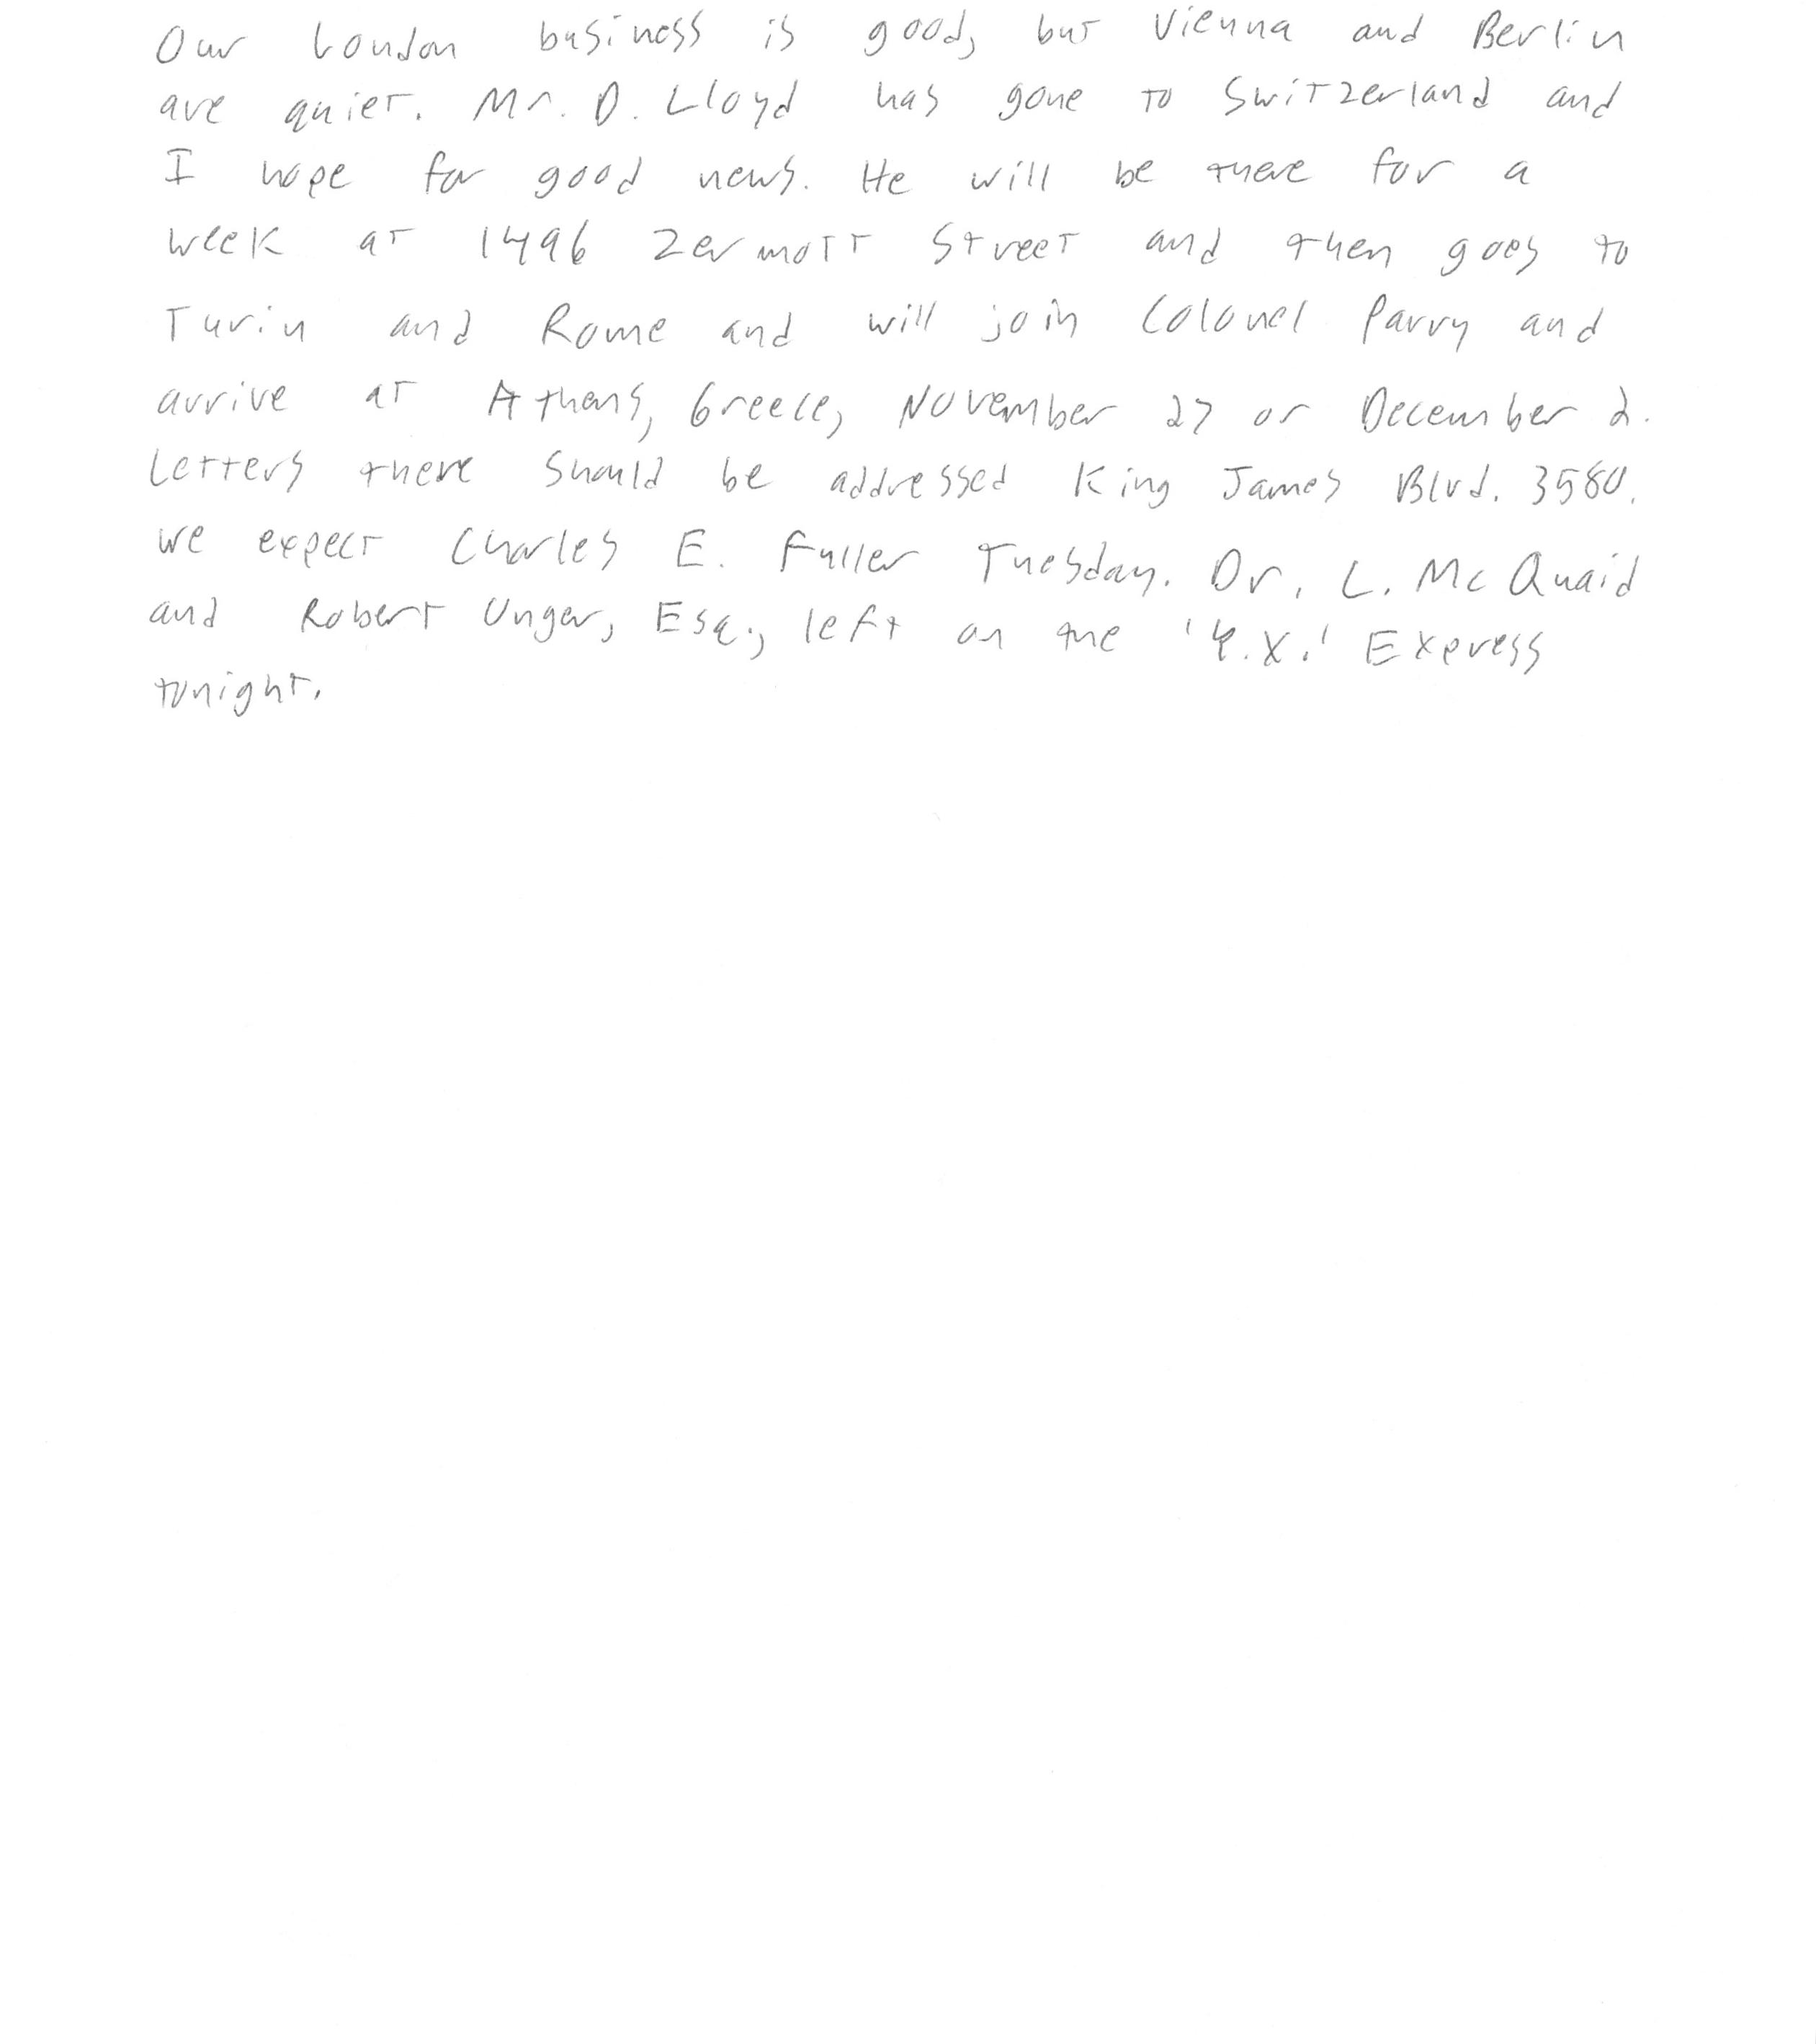 Our London business is good, but Vienna and Berlin
are quiet. Mr. D. Lloyd has gone to Switzerland and
I hope for good news. He will be there for a
week at 1496 Zermott Street and then goes to
Turin and Rome and will join Colonel Parry and
arrive at Athens, Greece, November 27 or December 2.
Letters there should be addressed King James Blvd. 3580.
We expect Charles E. Fuller Tuesday. Dr. L. McQuaid
and Robert Unger, Esq., left on the 'Y.X.' Express
tonight.